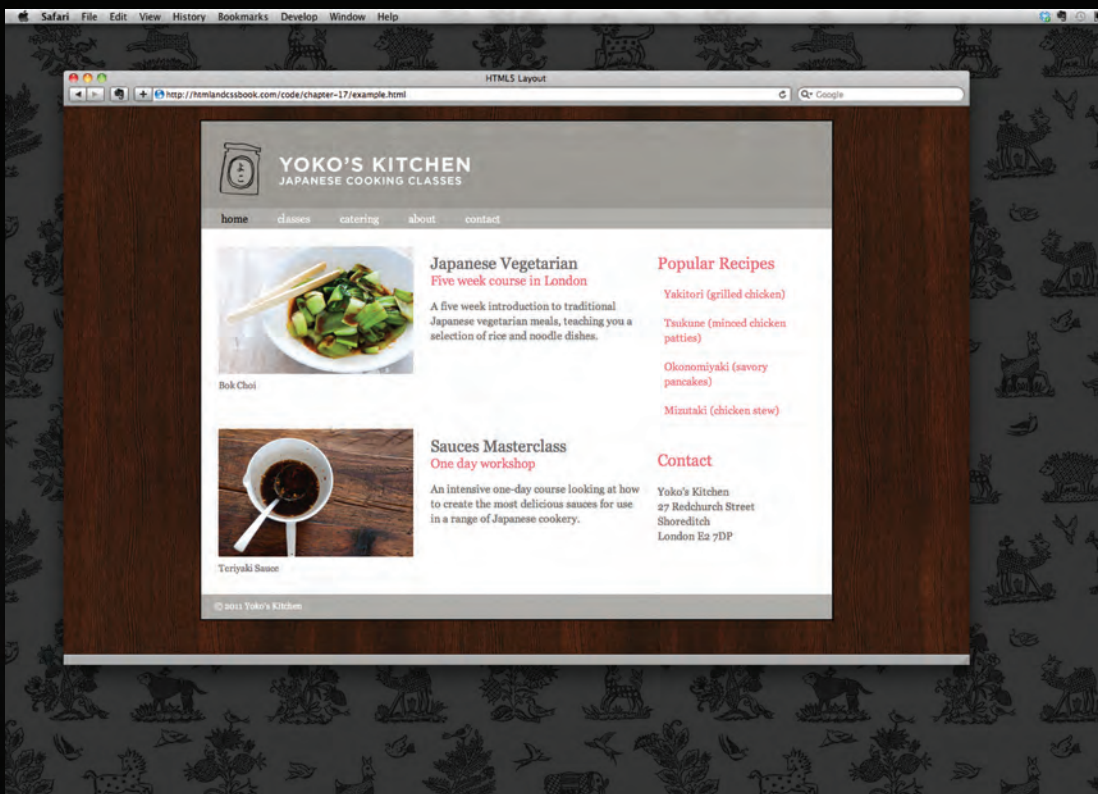 Safari File Edit View History Bookmarks Develop Window Help
HTML5 Layout
http://htmlandcssbook.com/code/chapter-17/example.html
Google
よ
こ
YOKO'S KITCHEN
JAPANESE COOKING CLASSES
home classes catering about contact
Japanese Vegetarian
Five week course in London
A five week introduction to traditional
Japanese vegetarian meals, teaching you a
selection of rice and noodle dishes.
Bok Choi
Sauces Masterclass
One day workshop
An intensive one-day course looking at how
to create the most delicious sauces for use
in a range of Japanese cookery.
Teriyaki Sauce
Popular Recipes
Yakitori (grilled chicken)
Tsukune (minced chicken
patties)
Okonomiyaki (savory
pancakes)
Mizutaki (chicken stew)
Contact
Yoko's Kitchen
27 Redchurch Street
Shoreditch
London E2 7DP
© 2011 Yoko's Kitchen